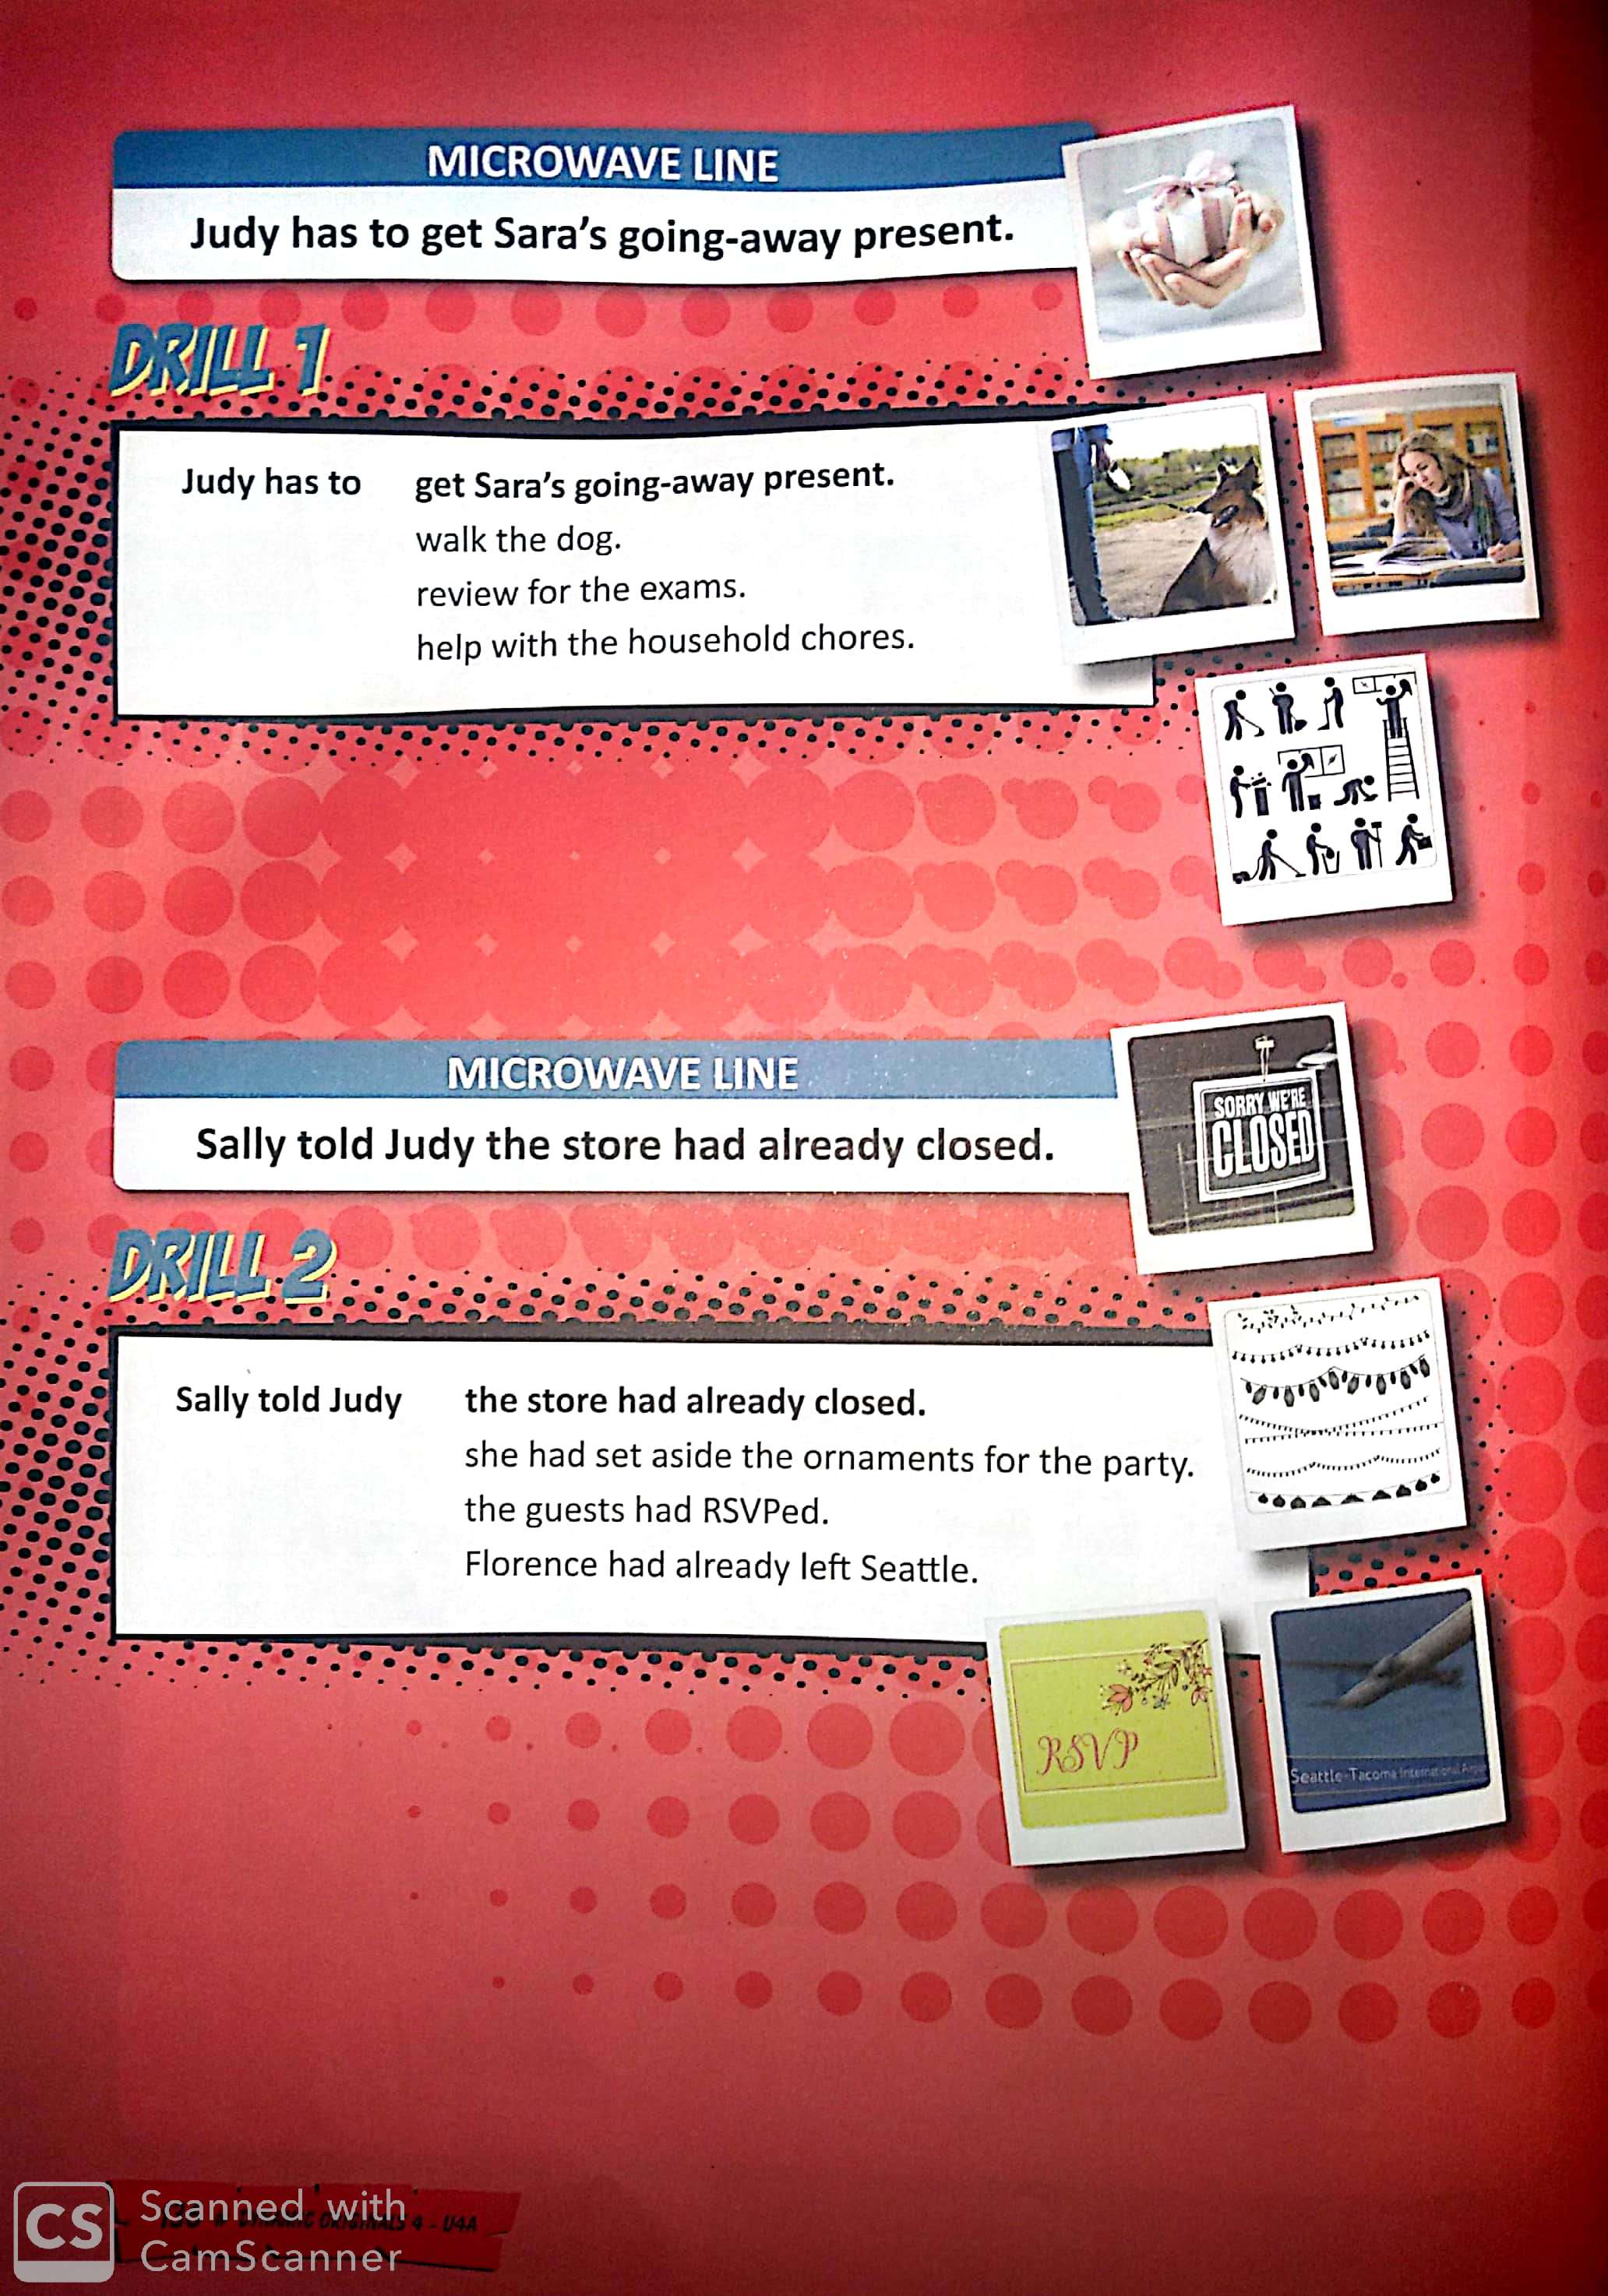 MICROWAVE LINE
Judy has to get Sara's going-away present.
DRILL 1
Judy has to get Sara's going-away present.
walk the dog.
review for the exams.
help with the household chores.
MICROWAVE LINE
Sally told Judy the store had already closed.
SORRY WE'RE
CLOSED
DRILL 2
Sally told Judy the store had already closed.
she had set aside the ornaments for the party.
the guests had RSVPed.
Florence had already left Seattle.
RSVP
Seattle-Tacoma International
ORIGINALS 4 - U4A
CS
Scanned with
CamScanner